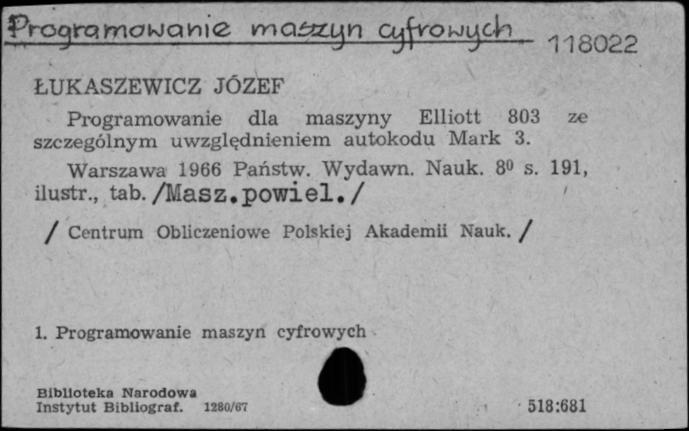 Programowanie maszyn cyfrowych
118022
ŁUKASZEWICZ JÓZEF
Programowanie dla maszyny Elliott 803 ze
szczególnym uwzględnieniem autokodu Mark 3.
Warszawa 1966 Państw. Wydawn. Nauk. 8⁰ s. 191,
ilustr., tab. /Masz.powiel./
/ Centrum Obliczeniowe Polskiej Akademii Nauk. /
1. Programowanie maszyn cyfrowych
Biblioteka Narodowa
Instytut Bibliograf. 1280/67
518:681